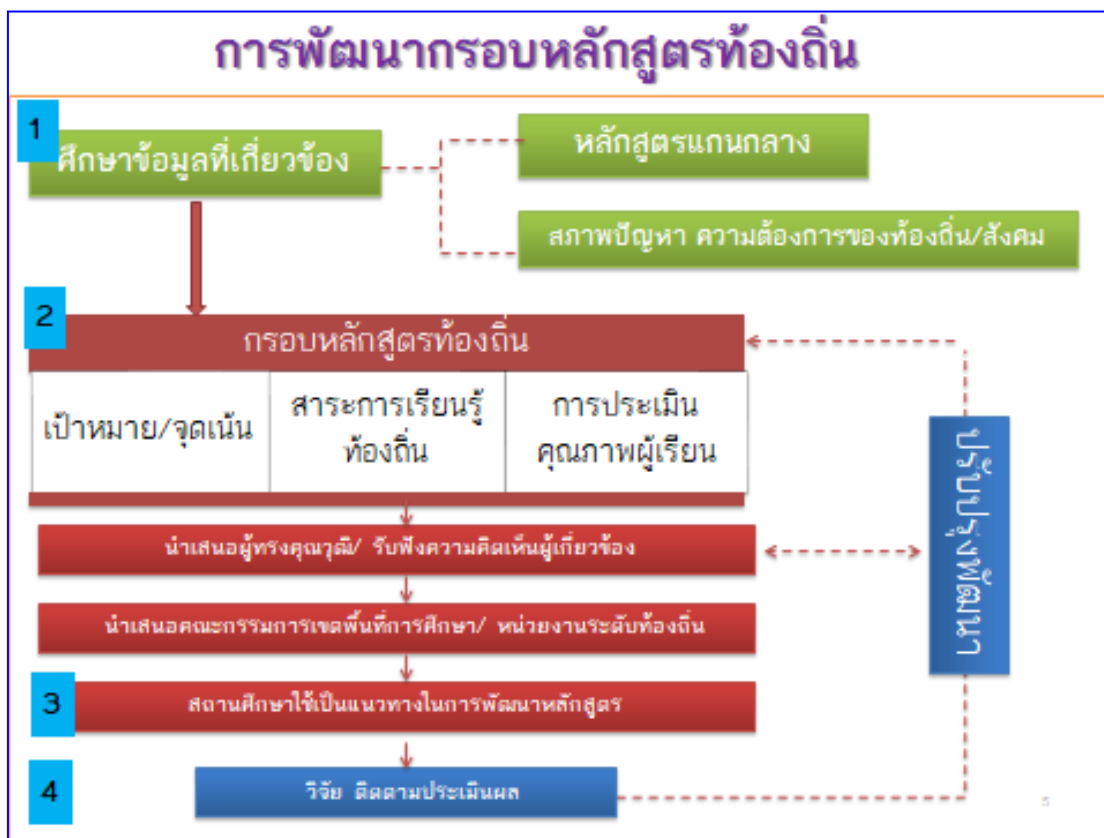 การพัฒนากรอบหลักสูตรท้องถิ่น
1
ศึกษาข้อมูลที่เกี่ยวข้อง
หลักสูตรแกนกลาง
สภาพปัญหา ความต้องการของท้องถิ่น/สังคม
2
กรอบหลักสูตรท้องถิ่น
เป้าหมาย/จุดเน้น
สาระการเรียนรู้
ท้องถิ่น
การประเมิน
คุณภาพผู้เรียน
ปรับปรุงพัฒนา
นำเสนอผู้ทรงคุณวุฒิ/ รับฟังความคิดเห็นผู้เกี่ยวข้อง
นำเสนอคณะกรรมการเขตพื้นที่การศึกษา/ หน่วยงานระดับท้องถิ่น
3
สถานศึกษาใช้เป็นแนวทางในการพัฒนาหลักสูตร
4
วิจัย ติดตามประเมินผล
5